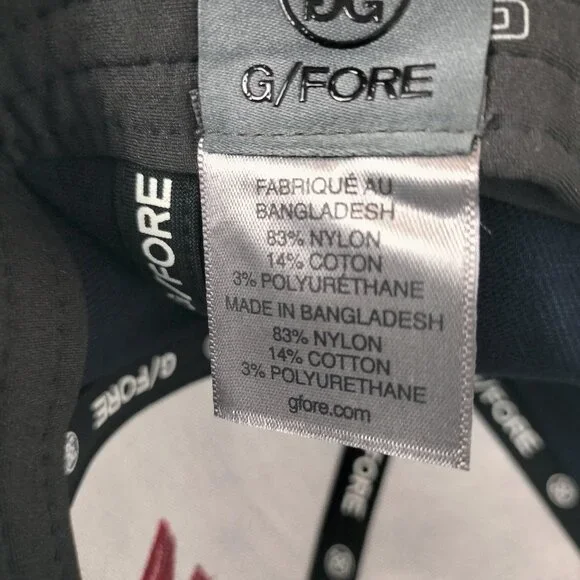 G/FORE
FABRIQUÉ AU
BANGLADESH
83% NYLON
14% COTON
3% POLYURÉTHANE
MADE IN BANGLADESH
83% NYLON
14% COTTON
3% POLYURETHANE
gfore.com
G/FORE
G/FORE
FORE
FORE